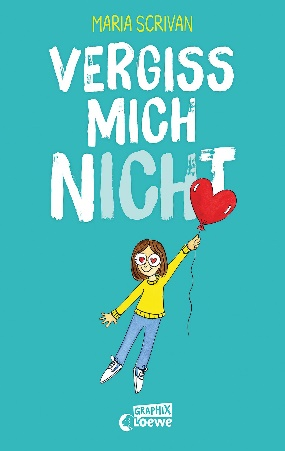 MARIA SCRIVAN
VERGISS
MICH
NICHT
GRAPHIX
Loewe